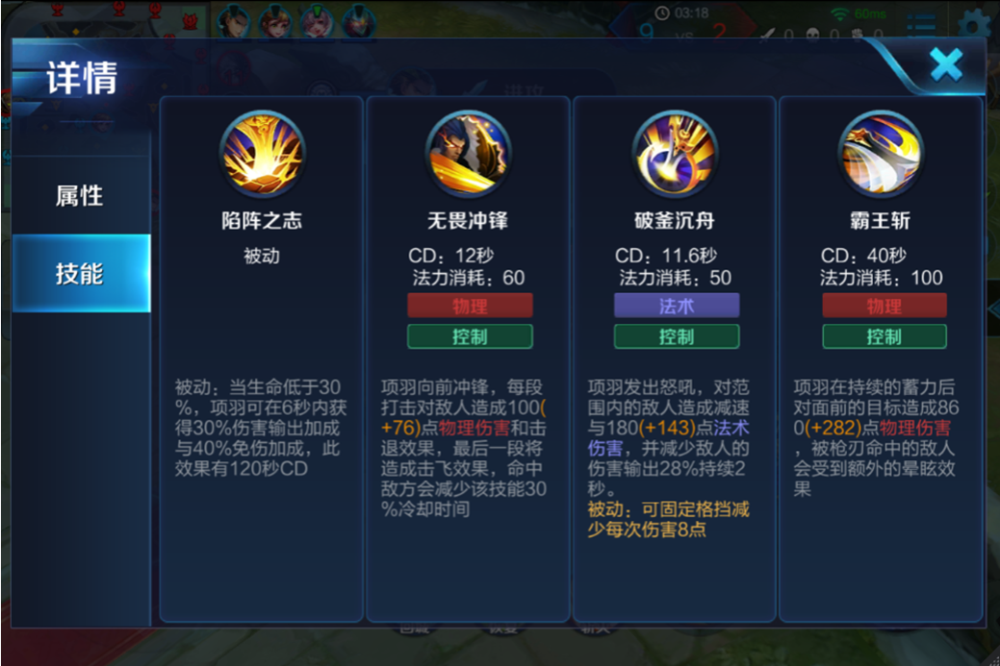 03:18
60ms
9 vs 2
0
0
0
详情
属性
技能
陷阵之志
被动
被动：当生命低于30
%，项羽可在6秒内获
得30%伤害输出加成
与40%免伤加成，此
效果有120秒CD
无畏冲锋
CD：12秒
法力消耗：60
物理
控制
项羽向前冲锋，每段
打击对敌人造成100(
+76)点物理伤害和击
退效果，最后一段将
造成击飞效果，命中
敌方会减少该技能30
%冷却时间
破釜沉舟
CD：11.6秒
法力消耗：50
法术
控制
项羽发出怒吼，对范
围内的敌人造成减速
与180(+143)点法术
伤害，并减少敌人的
伤害输出28%持续2
秒。
被动：可固定格挡减
少每次伤害8点
霸王斩
CD：40秒
法力消耗：100
物理
控制
项羽在持续的蓄力后
对面前的目标造成86
0(+282)点物理伤害
，被枪刃命中的敌人
会受到额外的晕眩效
果